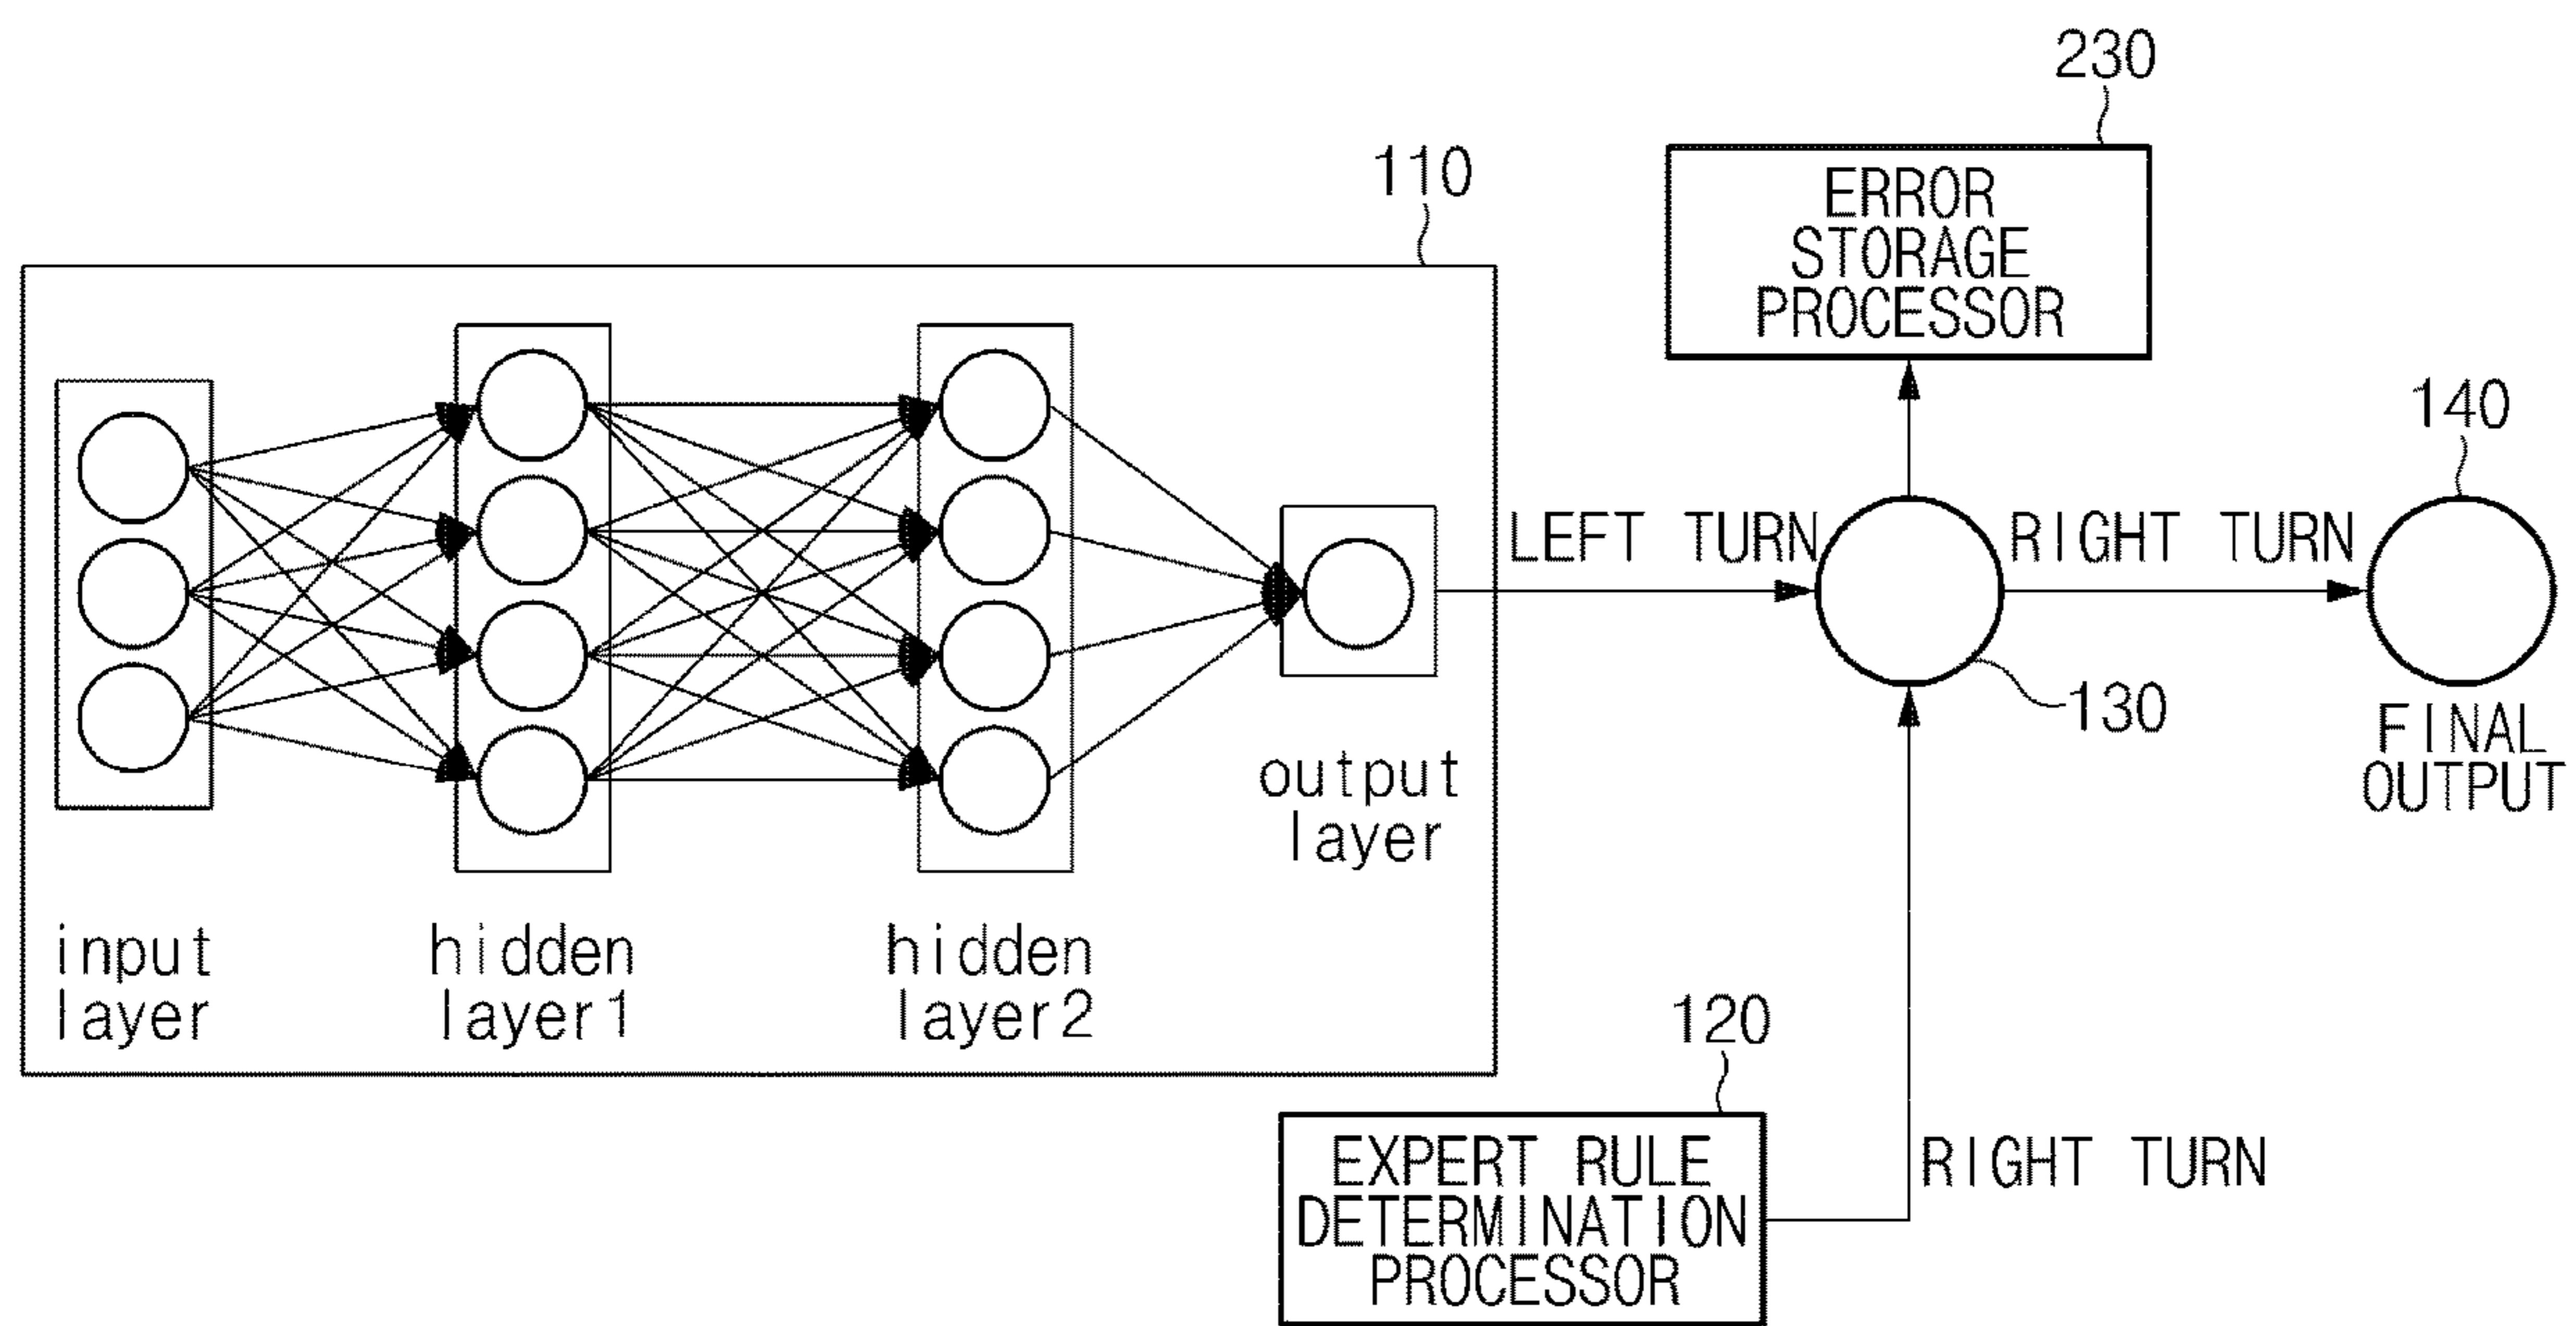 230
ERROR
STORAGE
PROCESSOR
110
140
LEFT TURN
RIGHT TURN
130
FINAL
OUTPUT
output
layer
input
layer
hidden
layer1
hidden
layer2
120
EXPERT RULE
DETERMINATION
PROCESSOR
RIGHT TURN